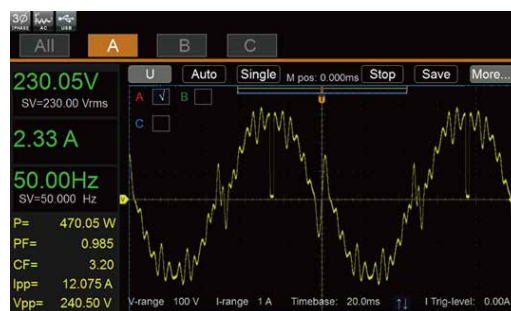 3Ø AC USB
3 PHASE
All A B C
230.05V
SV=230.00 Vrms
2.33 A
50.00Hz
SV=50.000 Hz
P= 470.05 W
PF= 0.985
CF= 3.20
Ipp= 12.075 A
Vpp= 240.50 V
U Auto Single M pos: 0.000ms Stop Save More...
A √ B
C
T
V
V-range 100 V I-range 1 A Timebase: 20.0ms ↑↓ I Trig-level: 0.00A